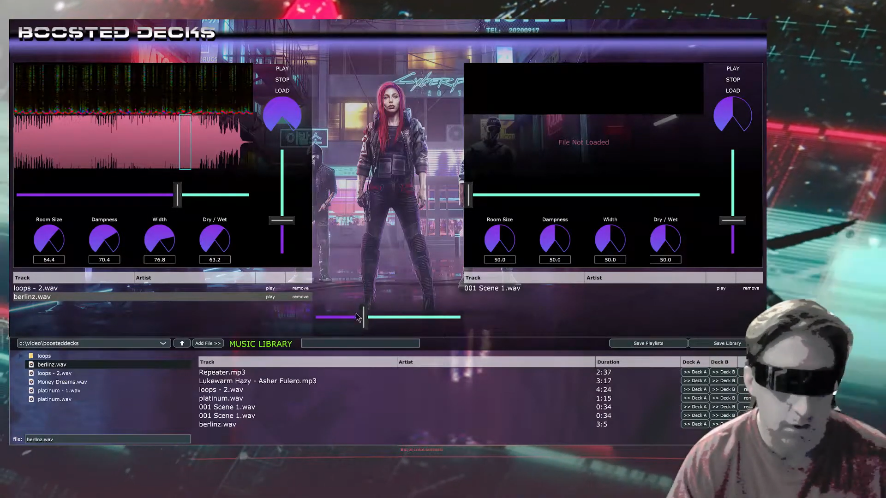 TEL: 20200917
BOOSTED DECKS
PLAY
STOP
LOAD
PLAY
STOP
LOAD
File Not Loaded
Room Size Dampness Width Dry / Wet
64.4 70.4 76.8 63.2
Room Size Dampness Width Dry / Wet
50.0 50.0 50.0 50.0
Track Artist
loops - 2.wav play remove
berlinz.wav play remove
Track Artist
001 Scene 1.wav play remove
c:\video\boosteddecks
Add File >>
MUSIC LIBRARY
Save Playlists
Save Library
loops
berlinz.wav
loops - 2.wav
Money Dreams.wav
platinum - 1.wav
platinum.wav
file: berlinz.wav
Track Artist Duration Deck A Deck B
Repeater.mp3 2:37 >> Deck A >> Deck B
Lukewarm Hazy - Asher Fulero.mp3 3:17 >> Deck A >> Deck B
loops - 2.wav 4:24 >> Deck A >> Deck B
platinum.wav 1:15 >> Deck A >> Deck B
001 Scene 1.wav 0:34 >> Deck A >> Deck B
001 Scene 1.wav 0:34 >> Deck A >> Deck B
berlinz.wav 3:5 >> Deck A >> Deck B